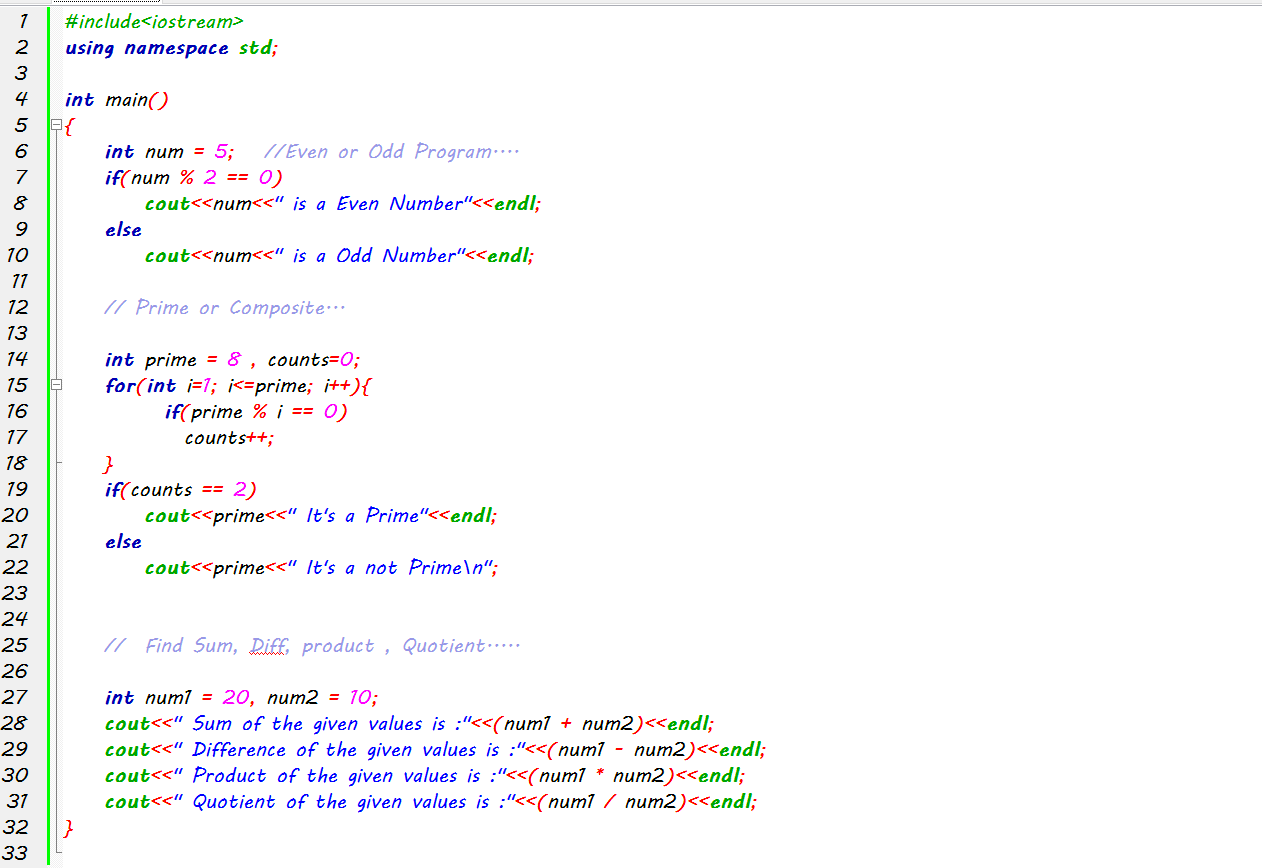 1 #include<iostream>
2 using namespace std;
3
4 int main()
5 {
6 int num = 5; //Even or Odd Program....
7 if(num % 2 == 0)
8 cout<<num<<" is a Even Number"<<endl;
9 else
10 cout<<num<<" is a Odd Number"<<endl;
11
12 // Prime or Composite...
13
14 int prime = 8 , counts=0;
15 for(int i=1; i<=prime; i++){
16 if(prime % i == 0)
17 counts++;
18 }
19 if(counts == 2)
20 cout<<prime<<" It's a Prime"<<endl;
21 else
22 cout<<prime<<" It's a not Prime\n";
23
24
25 // Find Sum, Diff, product , Quotient.....
26
27 int num1 = 20, num2 = 10;
28 cout<<" Sum of the given values is :"<<(num1 + num2)<<endl;
29 cout<<" Difference of the given values is :"<<(num1 - num2)<<endl;
30 cout<<" Product of the given values is :"<<(num1 * num2)<<endl;
31 cout<<" Quotient of the given values is :"<<(num1 / num2)<<endl;
32 }
33